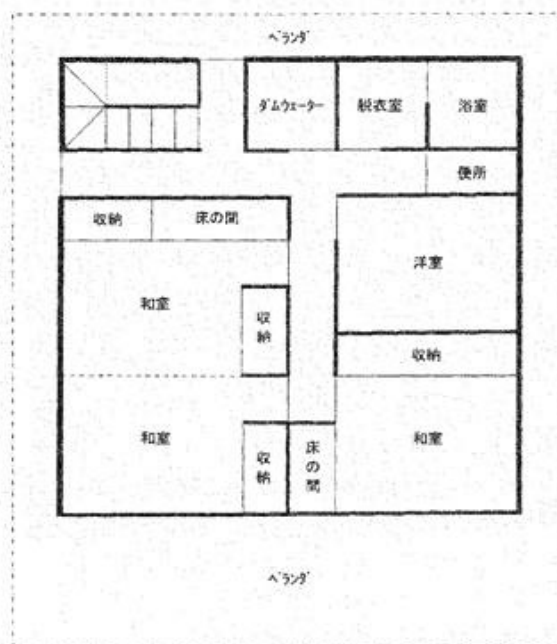 ベランダ
ダムウェーター
脱衣室
浴室
便所
収納
床の間
洋室
和室
収納
収納
和室
収納
床の間
和室
ベランダ